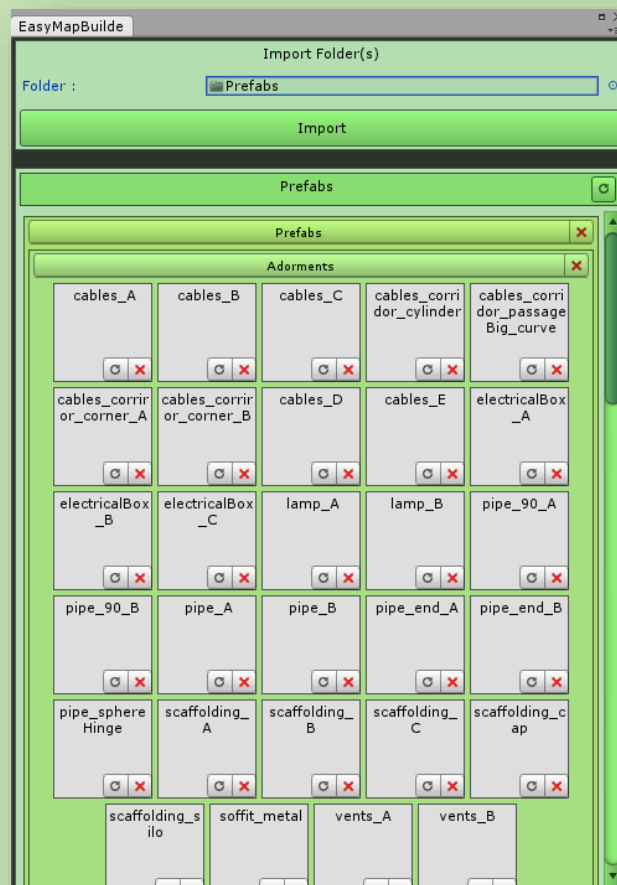 EasyMapBuilde
Import Folder(s)
Folder :
Prefabs
Import
Prefabs
Prefabs
Adorments
cables_A
cables_B
cables_C
cables_corri
dor_cylinder
cables_corri
dor_passage
Big_curve
cables_corrir
or_corner_A
cables_corrir
or_corner_B
cables_D
cables_E
electricalBox
_A
electricalBox
_B
electricalBox
_C
lamp_A
lamp_B
pipe_90_A
pipe_90_B
pipe_A
pipe_B
pipe_end_A
pipe_end_B
pipe_sphere
Hinge
scaffolding_
A
scaffolding_
B
scaffolding_
C
scaffolding_c
ap
scaffolding_s
ilo
soffit_metal
vents_A
vents_B